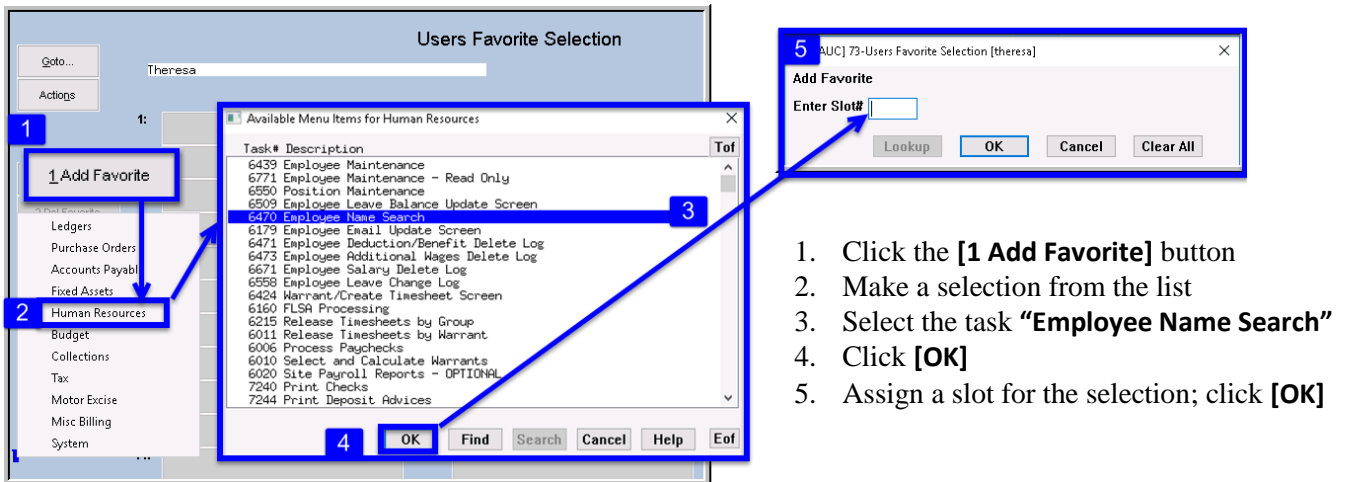 Users Favorite Selection
Goto...
Theresa
Actions
1
1:
1 Add Favorite
Ledgers
Purchase Orders
Accounts Payabl
Fixed Assets
2
Human Resources
Budget
Collections
Tax
Motor Excise
Misc Billing
System
Available Menu Items for Human Resources
Task# Description
Tof
6439 Employee Maintenance
6771 Employee Maintenance - Read Only
6550 Position Maintenance
6509 Employee Leave Balance Update Screen
6470 Employee Name Search
3
6179 Employee Email Update Screen
6471 Employee Deduction/Benefit Delete Log
6473 Employee Additional Wages Delete Log
6671 Employee Salary Delete Log
6558 Employee Leave Change Log
6424 Warrant/Create Timesheet Screen
6160 FLSA Processing
6215 Release Timesheets by Group
6011 Release Timesheets by Warrant
6006 Process Paychecks
6010 Select and Calculate Warrants
6020 Site Payroll Reports - OPTIONAL
7240 Print Checks
7244 Print Deposit Advices
4
OK Find Search Cancel Help Eof
5
AUC] 73-Users Favorite Selection [theresa]
Add Favorite
Enter Slot#
Lookup OK Cancel Clear All
1. Click the [1 Add Favorite] button
2. Make a selection from the list
3. Select the task “Employee Name Search”
4. Click [OK]
5. Assign a slot for the selection; click [OK]